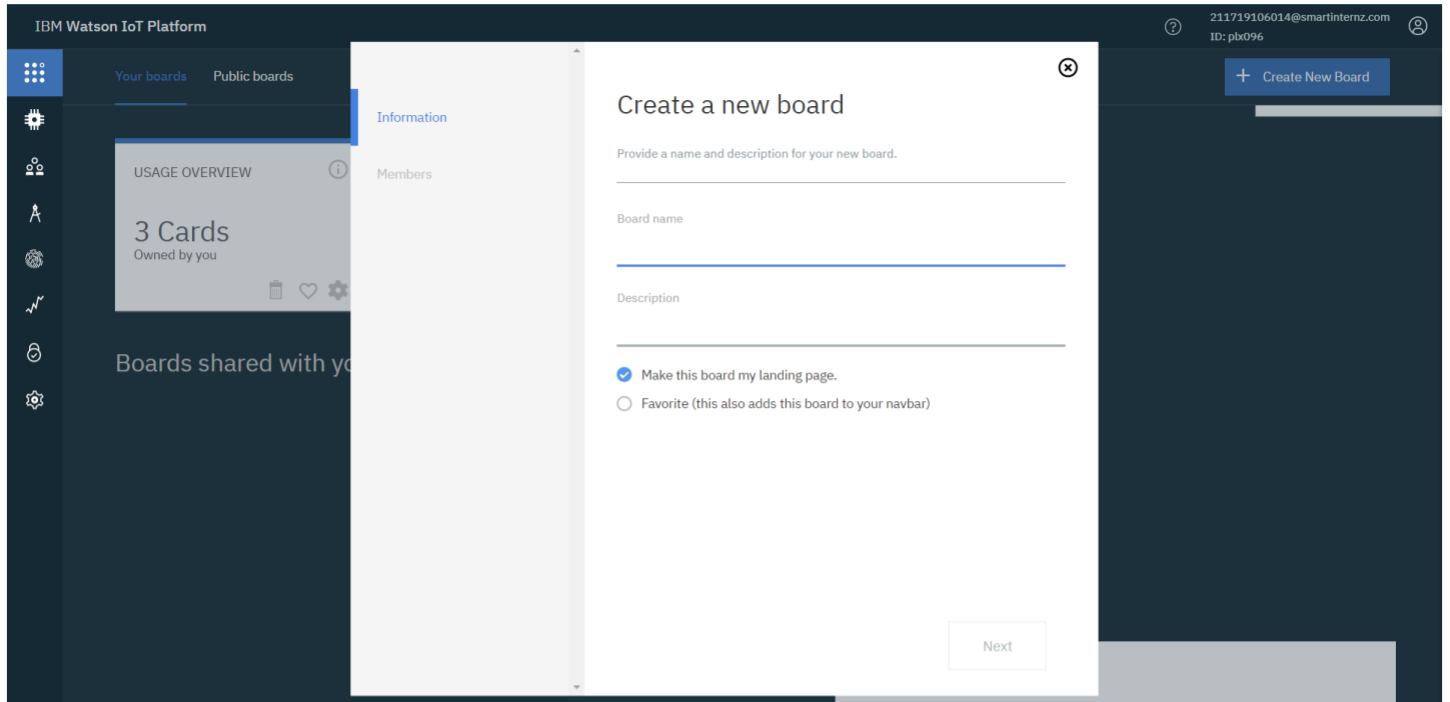 IBM Watson IoT Platform
211719106014@smartinternz.com
ID: plx096
Your boards
Public boards
Create New Board
USAGE OVERVIEW
3 Cards
Owned by you
Boards shared with yo
Information
Members
Create a new board
Provide a name and description for your new board.
Board name
Description
Make this board my landing page.
Favorite (this also adds this board to your navbar)
Next